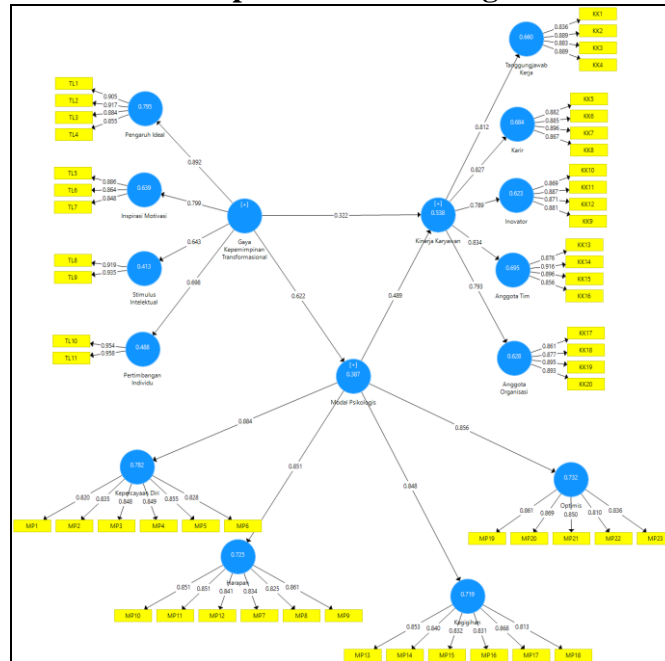 TL1
TL2
TL3
TL4
0.905
0.917
0.884
0.855
0.795
Pengaruh Ideal
TL5
TL6
TL7
0.886
0.864
0.848
0.639
Inspirasi Motivasi
TL8
TL9
0.919
0.935
0.413
Stimulus
Intelektual
TL10
TL11
0.954
0.958
0.488
Pertimbangan
Individu
0.892
0.799
0.643
0.698
[+]
Gaya
Kepemimpinan
Transformasional
0.322
0.622
0.489
[+]
0.538
Kinerja Karyawan
0.812
0.827
0.789
0.834
0.793
0.660
Tanggungjawab
Kerja
0.836
0.889
0.883
0.889
KK1
KK2
KK3
KK4
0.684
Karir
0.882
0.885
0.896
0.867
KK5
KK6
KK7
KK8
0.623
Inovator
0.869
0.887
0.871
0.881
KK10
KK11
KK12
KK9
0.695
Anggota Tim
0.876
0.916
0.896
0.856
KK13
KK14
KK15
KK16
0.628
Anggota
Organisasi
0.861
0.877
0.895
0.893
KK17
KK18
KK19
KK20
[+]
0.387
Modal Psikologis
0.884
0.851
0.848
0.856
0.782
Kepercayaan Diri
0.820
0.835
0.848
0.849
0.855
0.828
MP1
MP2
MP3
MP4
MP5
MP6
0.725
Harapan
0.851
0.851
0.841
0.834
0.825
0.861
MP10
MP11
MP12
MP7
MP8
MP9
0.719
Kegigihan
0.853
0.840
0.832
0.831
0.868
0.813
MP13
MP14
MP15
MP16
MP17
MP18
0.732
Optimis
0.861
0.869
0.850
0.810
0.836
MP19
MP20
MP21
MP22
MP23